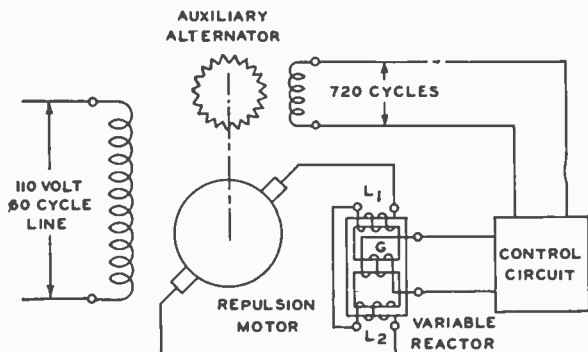 AUXILIARY
ALTERNATOR
720 CYCLES
110 VOLT
60 CYCLE
LINE
L1
G
CONTROL
CIRCUIT
REPULSION
MOTOR
L2
VARIABLE
REACTOR